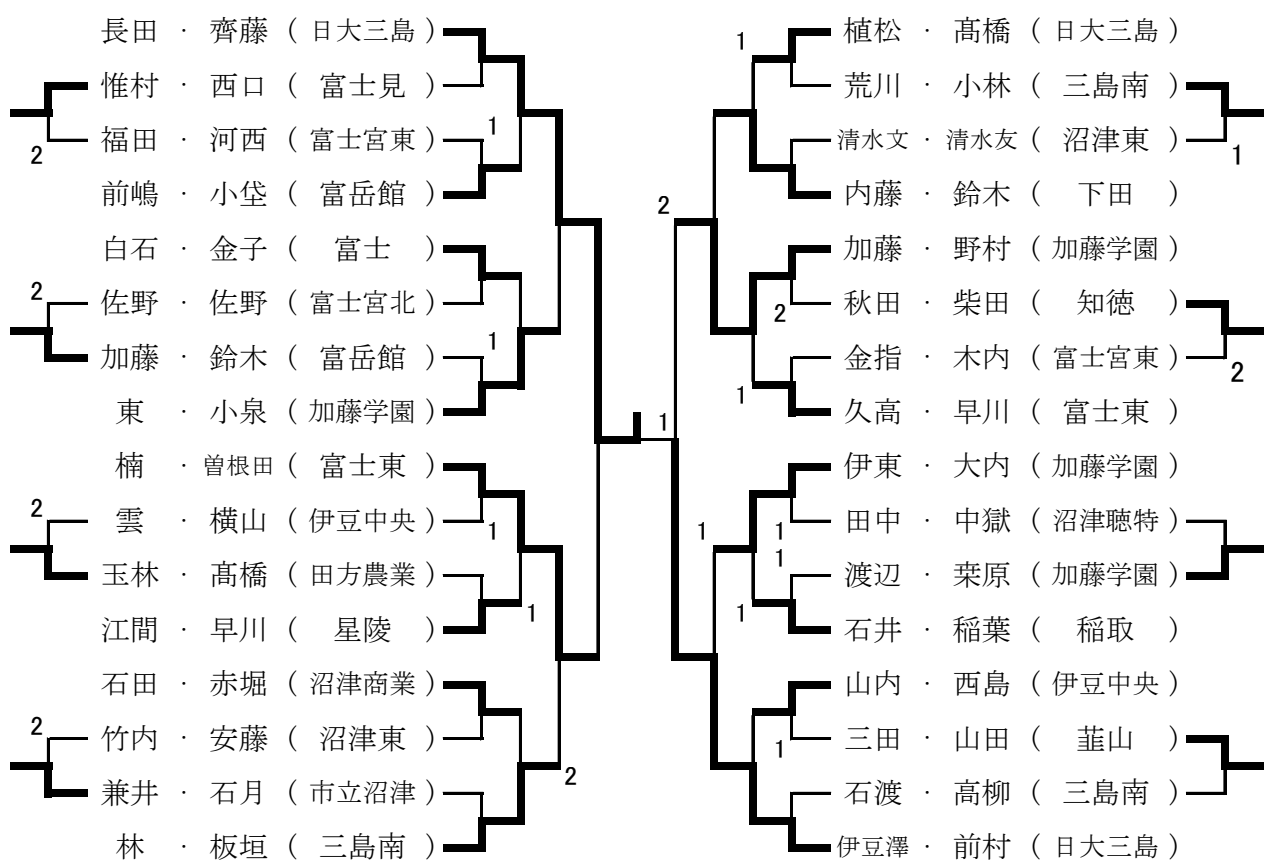 長田 ・ 齊藤 ( 日大三島 )
惟村 ・ 西口 ( 富士見 )
福田 ・ 河西 ( 富士宮東 )
1
2
前嶋 ・ 小垈 ( 富岳館 )
白石 ・ 金子 ( 富士 )
2
佐野 ・ 佐野 ( 富士宮北 )
加藤 ・ 鈴木 ( 富岳館 )
1
東 ・ 小泉 ( 加藤学園 )
楠 ・ 曽根田 ( 富士東 )
2
雲 ・ 横山 ( 伊豆中央 )
1
玉林 ・ 髙橋 ( 田方農業 )
江間 ・ 早川 ( 星陵 )
1
石田 ・ 赤堀 ( 沼津商業 )
2
竹内 ・ 安藤 ( 沼津東 )
2
兼井 ・ 石月 ( 市立沼津 )
林 ・ 板垣 ( 三島南 )
1
植松 ・ 髙橋 ( 日大三島 )
1
荒川 ・ 小林 ( 三島南 )
清水文 ・ 清水友 ( 沼津東 )
1
内藤 ・ 鈴木 ( 下田 )
2
加藤 ・ 野村 ( 加藤学園 )
秋田 ・ 柴田 ( 知徳 )
2
金指 ・ 木内 ( 富士宮東 )
2
1
久高 ・ 早川 ( 富士東 )
伊東 ・ 大内 ( 加藤学園 )
田中 ・ 中獄 ( 沼津聴特 )
1
1
1
渡辺 ・ 桒原 ( 加藤学園 )
1
石井 ・ 稲葉 ( 稲取 )
山内 ・ 西島 ( 伊豆中央 )
三田 ・ 山田 ( 韮山 )
1
石渡 ・ 高柳 ( 三島南 )
伊豆澤 ・ 前村 ( 日大三島 )